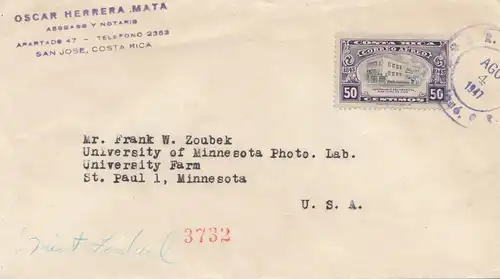 OSCAR HERRERA MATA
ABOGADO Y NOTARIO
APARTADO 47 - TELEFONO 2353
SAN JOSE, COSTA RICA
COSTA RICA
CORREO AEREO
50 CENTIMOS 50
AGO
4
1947
Mr. Frank W. Zoubek
University of Minnesota Photo. Lab.
University Farm
St. Paul 1, Minnesota
U. S. A.
3732